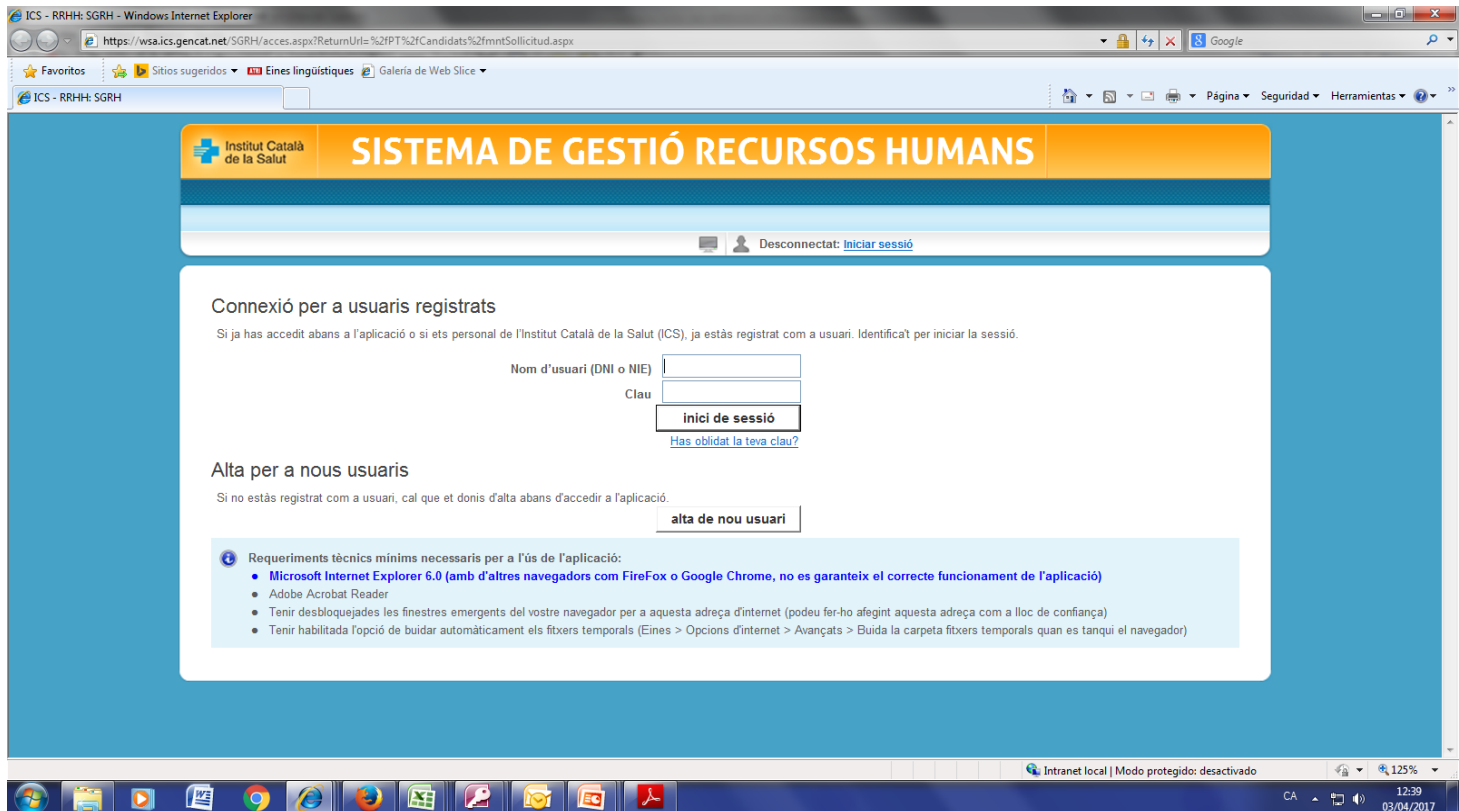 ICS - RRHH: SGRH - Windows Internet Explorer
https://wsa.ics.gencat.net/SGRH/acces.aspx?ReturnUrl=%2fPT%2fCandidats%2fmntSollicitud.aspx
Google
Favoritos Sitios sugeridos Eines lingüístiques Galería de Web Slice
ICS - RRHH: SGRH
Página Seguridad Herramientas
Institut Català
de la Salut
SISTEMA DE GESTIÓ RECURSOS HUMANS
Desconnectat: Iniciar sessió
Connexió per a usuaris registrats
Si ja has accedit abans a l'aplicació o si ets personal de l'Institut Català de la Salut (ICS), ja estàs registrat com a usuari. Identifica't per iniciar la sessió.
Nom d'usuari (DNI o NIE)
Clau
inici de sessió
Has oblidat la teva clau?
Alta per a nous usuaris
Si no estàs registrat com a usuari, cal que et donis d'alta abans d'accedir a l'aplicació.
alta de nou usuari
Requeriments tècnics mínims necessaris per a l'ús de l'aplicació:
● Microsoft Internet Explorer 6.0 (amb d'altres navegadors com FireFox o Google Chrome, no es garanteix el correcte funcionament de l'aplicació)
● Adobe Acrobat Reader
● Tenir desbloquejades les finestres emergents del vostre navegador per a aquesta adreça d'internet (podeu fer-ho afegint aquesta adreça com a lloc de confiança)
● Tenir habilitada l'opció de buidar automàticament els fitxers temporals (Eines > Opcions d'internet > Avançats > Buida la carpeta fitxers temporals quan es tanqui el navegador)
Intranet local | Modo protegido: desactivado 125%
CA 12:39
03/04/2017